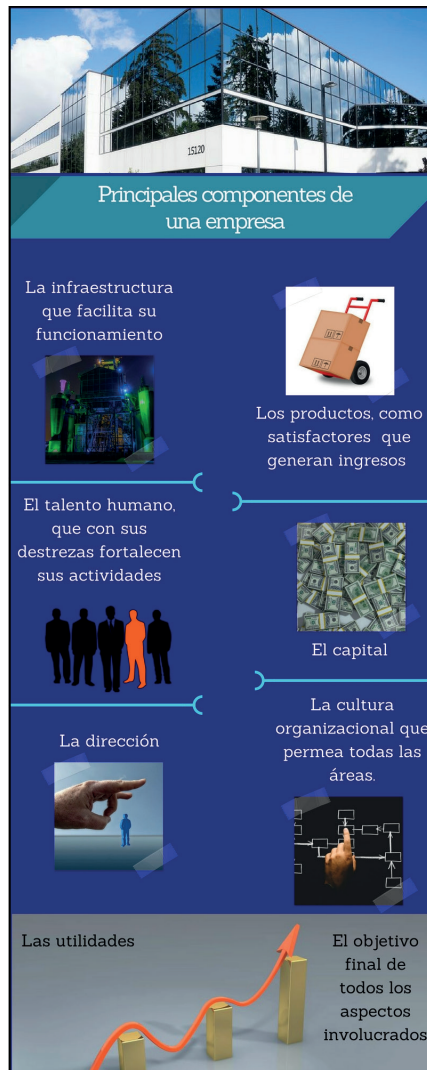 15120
Principales componentes de
una empresa
La infraestructura
que facilita su
funcionamiento
Los productos, como
satisfactores que
generan ingresos
El talento humano,
que con sus
destrezas fortalecen
sus actividades
El capital
La cultura
organizacional que
permea todas las
áreas.
La dirección
Las utilidades
El objetivo
final de
todos los
aspectos
involucrados